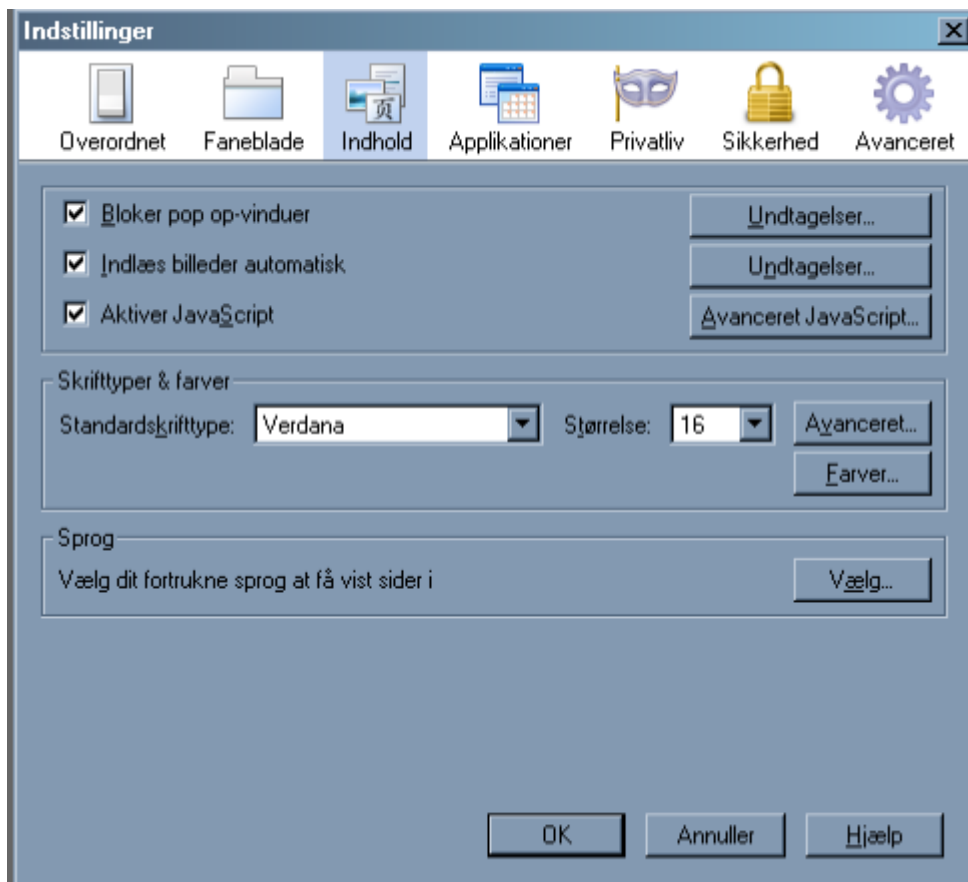 Indstillinger
Overordnet Faneblade Indhold Applikationer Privatliv Sikkerhed Avanceret
Bloker pop op-vinduer Undtagelser...
Indlæs billeder automatisk Undtagelser...
Aktiver JavaScript Avanceret JavaScript...
Skrifttyper & farver
Standardskrifttype: Verdana Størrelse: 16 Avanceret...
Farver...
Sprog
Vælg dit fortrukne sprog at få vist sider i Vælg...
OK Annuller Hjælp